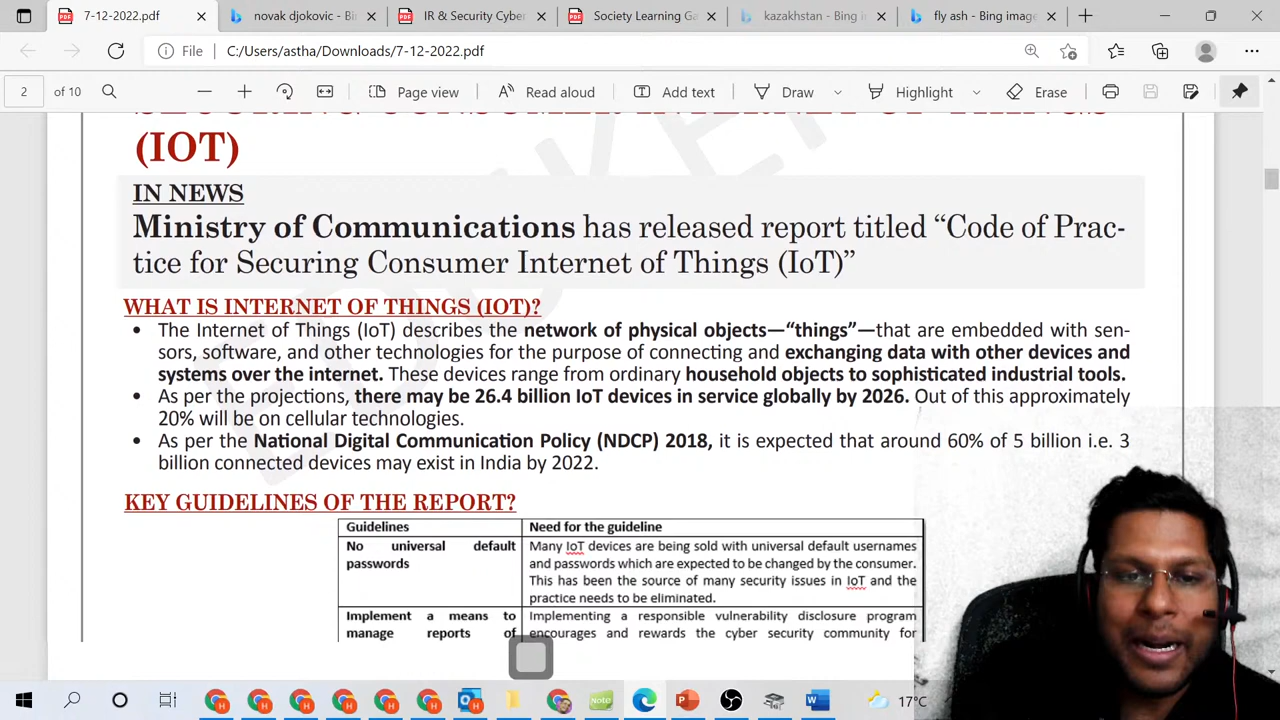 7-12-2022.pdf
novak djokovic - Bi
IR & Security Cyber
Society Learning Ga
kazakhstan - Bing i
fly ash - Bing image
File
C:/Users/astha/Downloads/7-12-2022.pdf
2
of 10
Page view
Read aloud
Add text
Draw
Highlight
Erase
SECURING CONSUMER INTERNET OF THINGS
(IOT)
IN NEWS
Ministry of Communications has released report titled “Code of Prac-
tice for Securing Consumer Internet of Things (IoT)”
WHAT IS INTERNET OF THINGS (IOT)?
• The Internet of Things (IoT) describes the network of physical objects—“things”—that are embedded with sen-
sors, software, and other technologies for the purpose of connecting and exchanging data with other devices and
systems over the internet. These devices range from ordinary household objects to sophisticated industrial tools.
• As per the projections, there may be 26.4 billion IoT devices in service globally by 2026. Out of this approximately
20% will be on cellular technologies.
• As per the National Digital Communication Policy (NDCP) 2018, it is expected that around 60% of 5 billion i.e. 3
billion connected devices may exist in India by 2022.
KEY GUIDELINES OF THE REPORT?
Guidelines
Need for the guideline
No universal default
passwords
Many IoT devices are being sold with universal default usernames
and passwords which are expected to be changed by the consumer.
This has been the source of many security issues in IoT and the
practice needs to be eliminated.
Implement a means to
manage reports of
Implementing a responsible vulnerability disclosure program
encourages and rewards the cyber security community for
Note
17°C